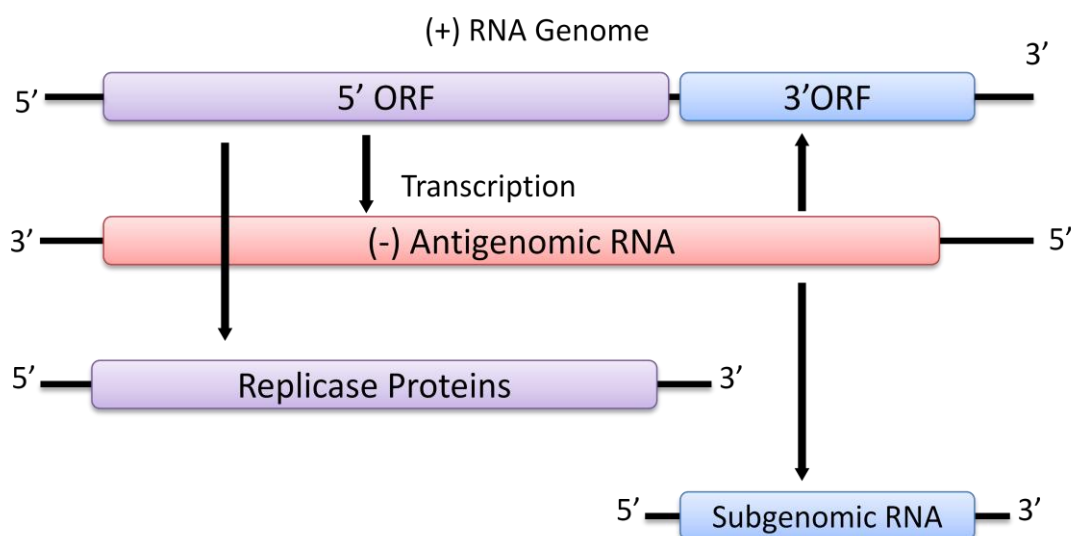 (+) RNA Genome
3’
5’
5’ ORF
3’ORF
Transcription
3’
(-) Antigenomic RNA
5’
5’
Replicase Proteins
3’
5’
Subgenomic RNA
3’